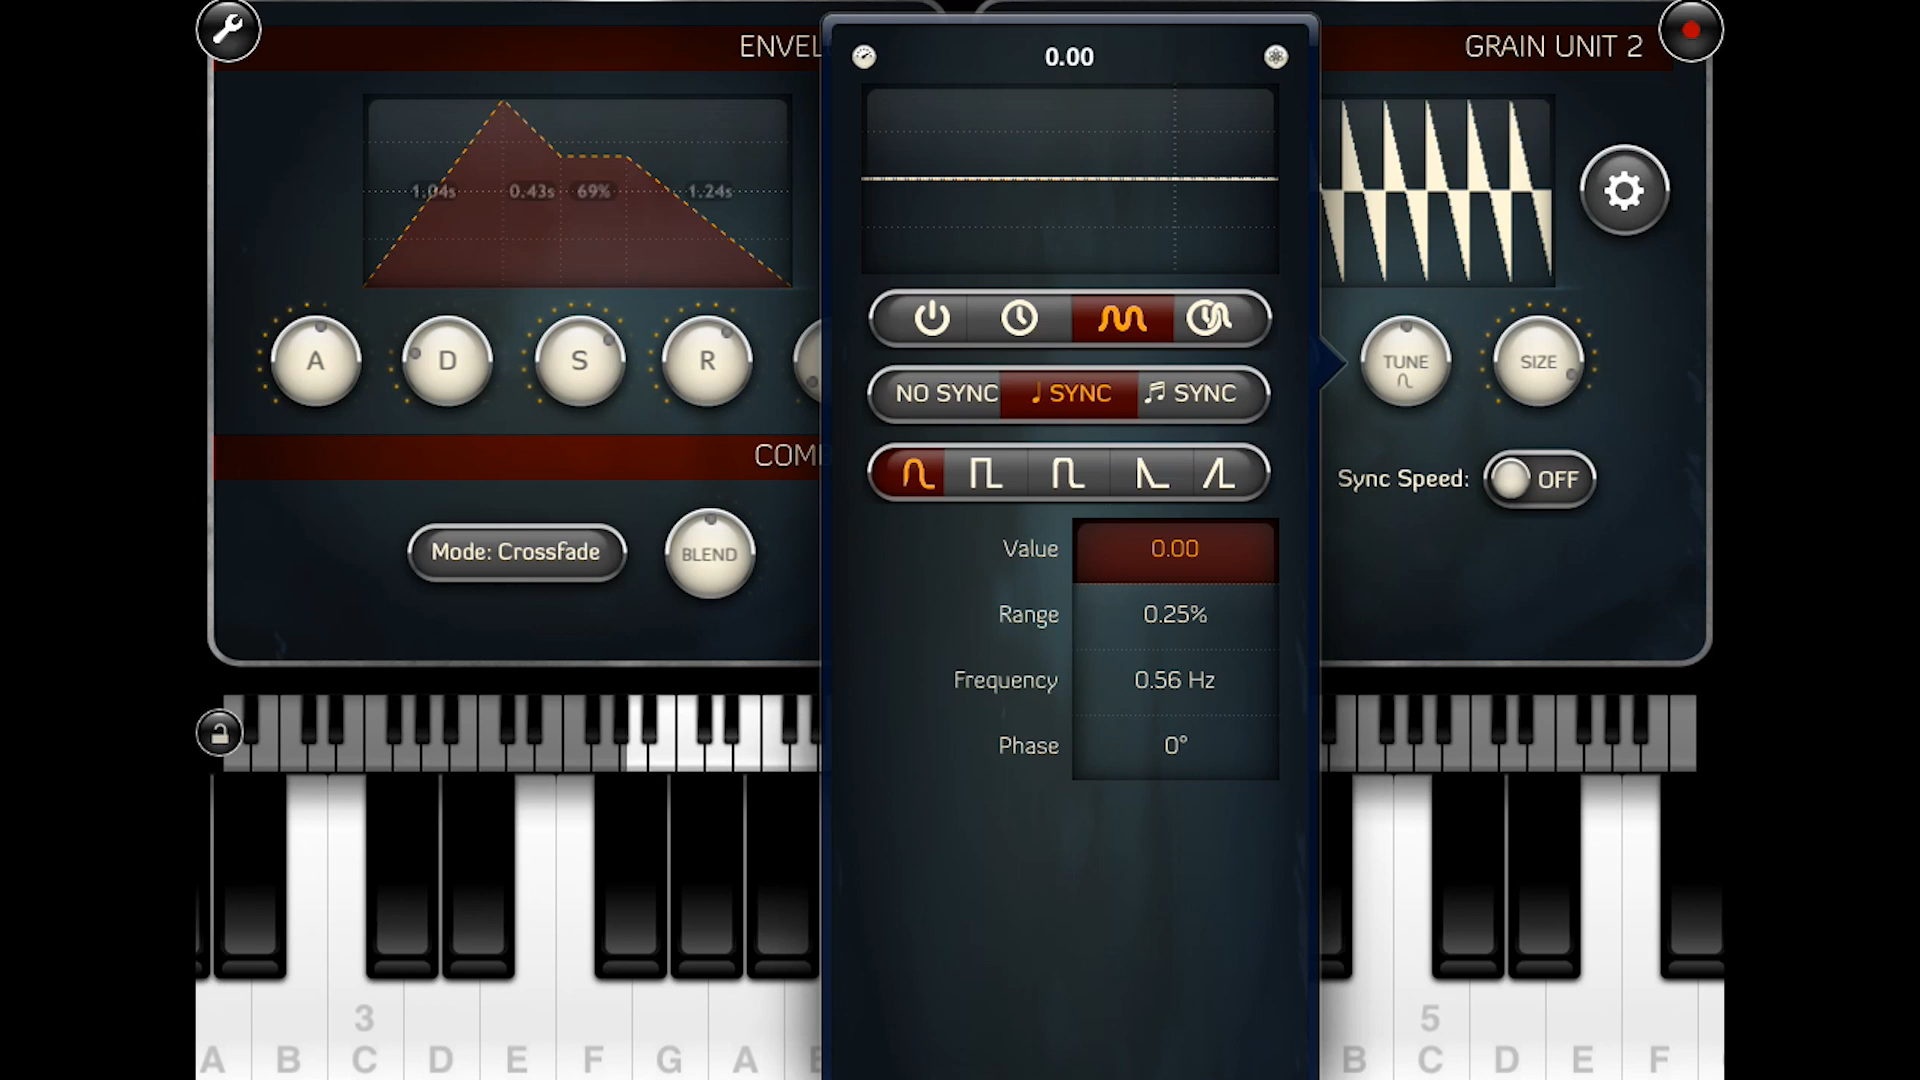 ENVEL
0.00
GRAIN UNIT 2
1.04s 0.43s 69% 1.24s
A D S R
TUNE SIZE
NO SYNC SYNC SYNC
COMB
Sync Speed: OFF
Mode: Crossfade
BLEND
Value 0.00
Range 0.25%
Frequency 0.56 Hz
Phase 0°
3 5
A B C D E F G A B C D E F